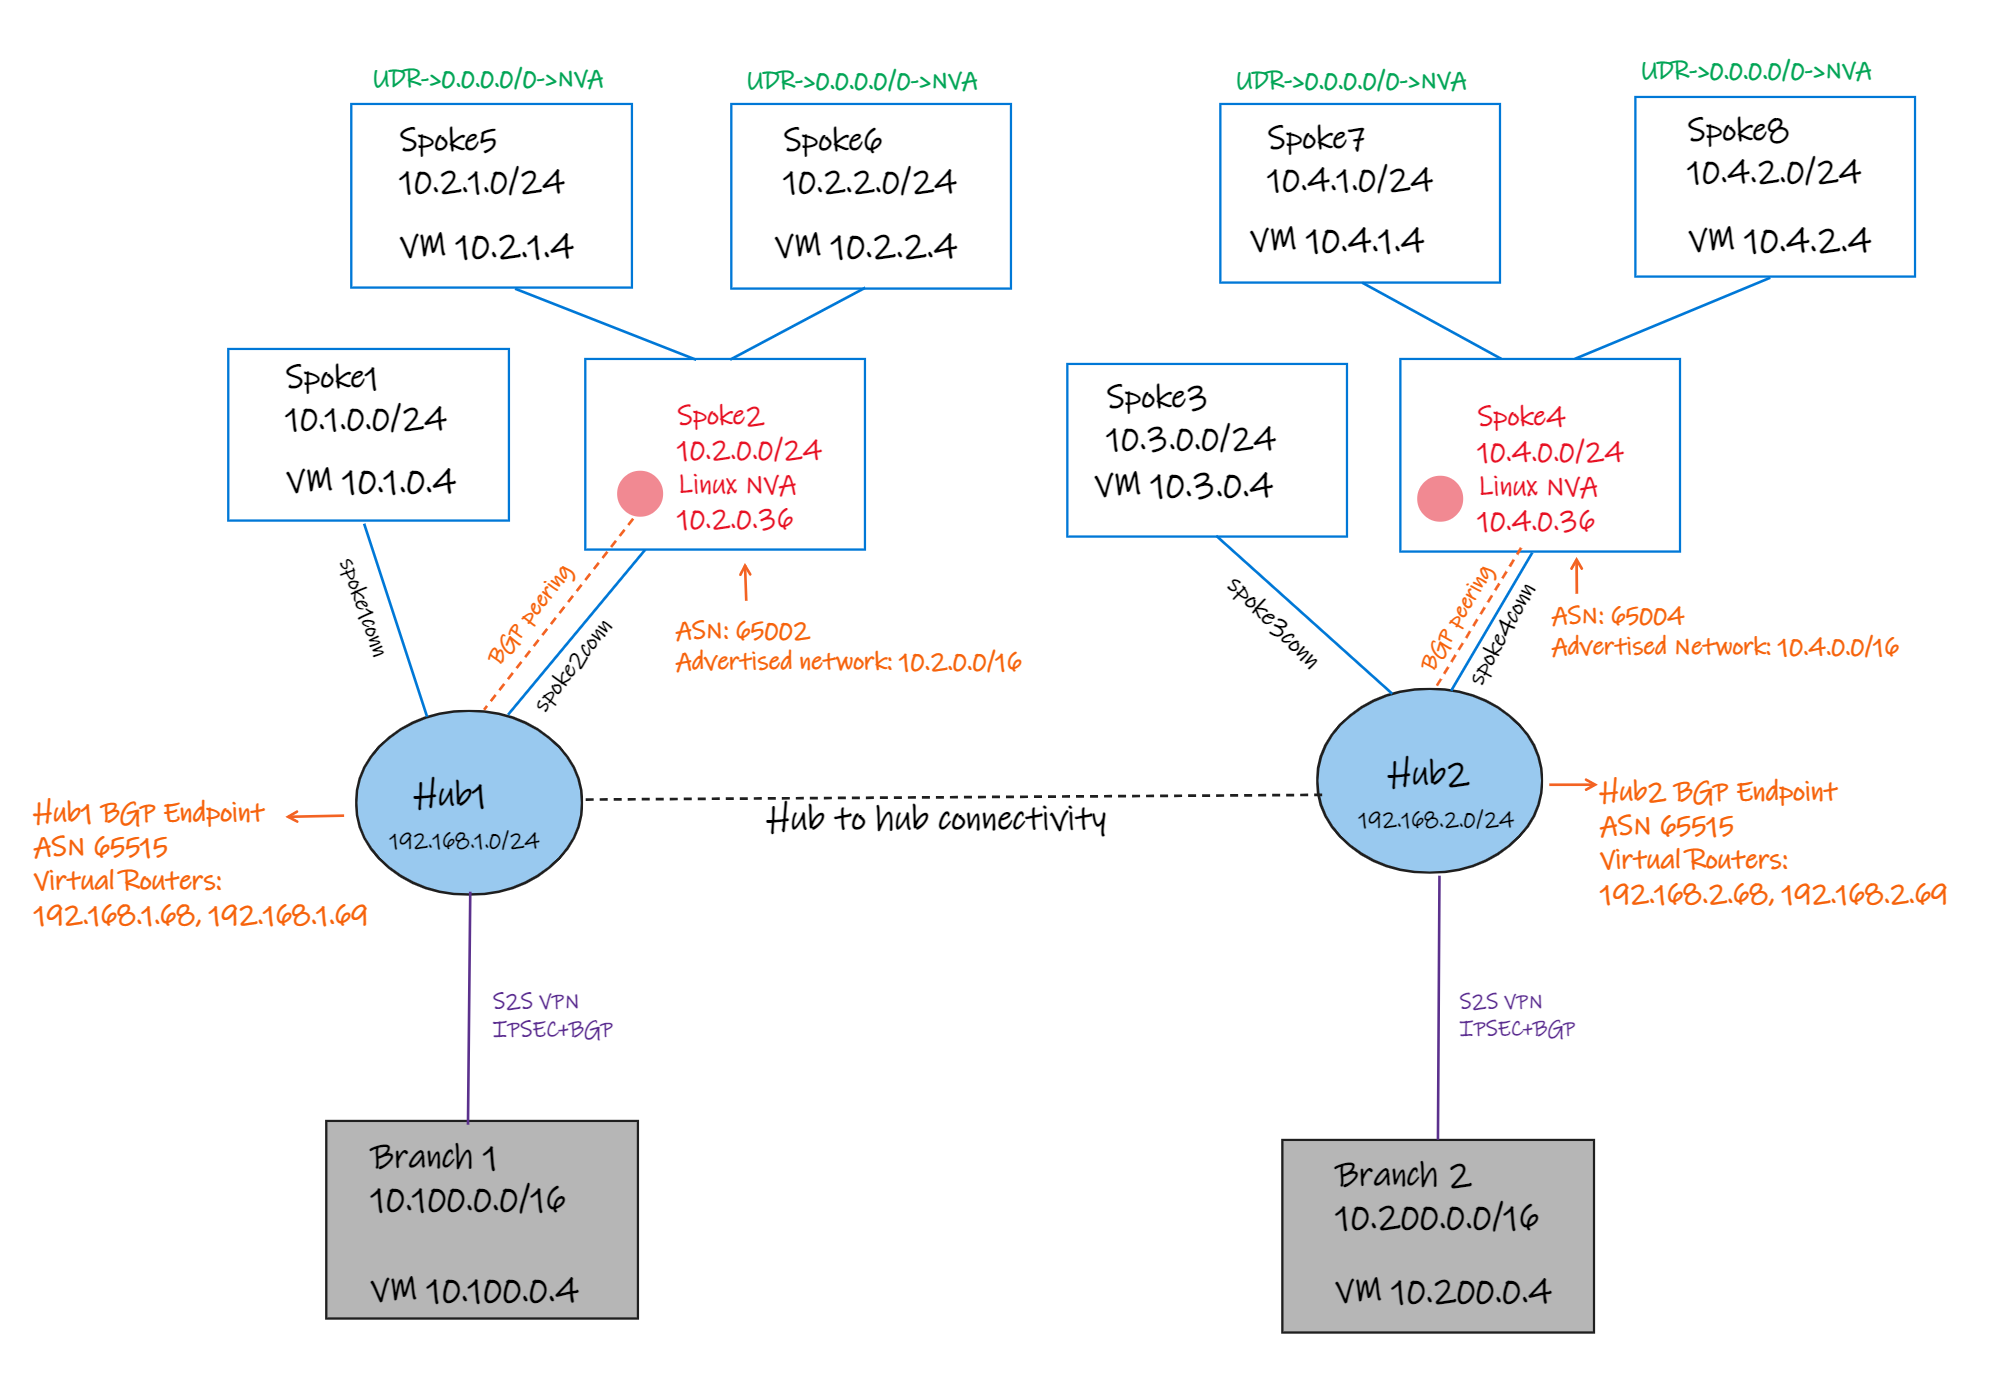 UDR->0.0.0.0/0->NVA
UDR->0.0.0.0/0->NVA
UDR->0.0.0.0/0->NVA
UDR->0.0.0.0/0->NVA
Spoke5
10.2.1.0/24
VM 10.2.1.4
Spoke6
10.2.2.0/24
VM 10.2.2.4
Spoke7
10.4.1.0/24
VM 10.4.1.4
Spoke8
10.4.2.0/24
VM 10.4.2.4
Spoke1
10.1.0.0/24
VM 10.1.0.4
Spoke2
10.2.0.0/24
Linux NVA
10.2.0.36
Spoke3
10.3.0.0/24
VM 10.3.0.4
Spoke4
10.4.0.0/24
Linux NVA
10.4.0.36
spoke1conn
BGP peering
spoke2conn
ASN: 65002
Advertised network: 10.2.0.0/16
spoke3conn
BGP peering
spoke4conn
ASN: 65004
Advertised Network: 10.4.0.0/16
Hub1 BGP Endpoint
ASN 65515
Virtual Routers:
192.168.1.68, 192.168.1.69
Hub1
192.168.1.0/24
Hub to hub connectivity
Hub2
192.168.2.0/24
Hub2 BGP Endpoint
ASN 65515
Virtual Routers:
192.168.2.68, 192.168.2.69
S2S VPN
IPSEC+BGP
S2S VPN
IPSEC+BGP
Branch 1
10.100.0.0/16
VM 10.100.0.4
Branch 2
10.200.0.0/16
VM 10.200.0.4